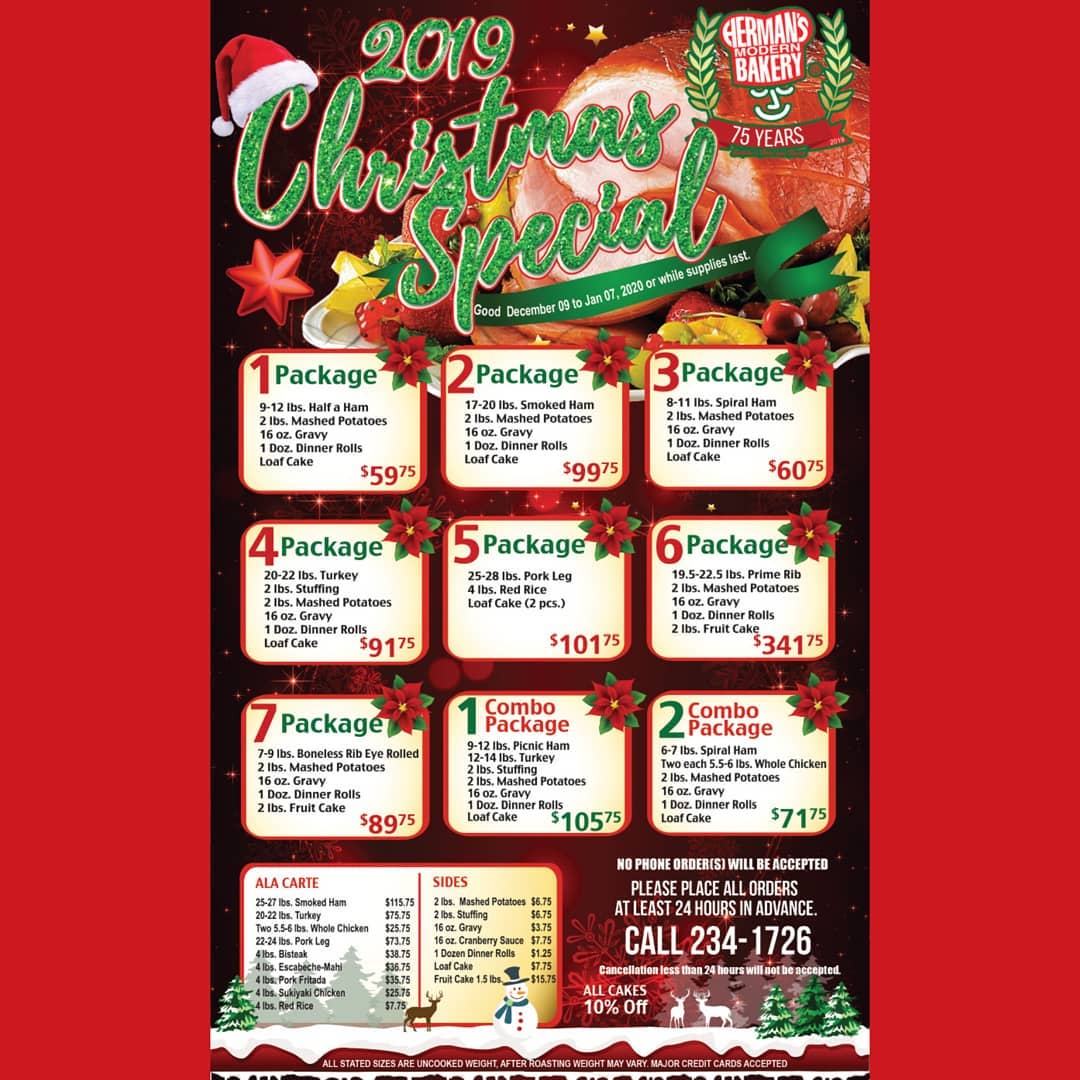 2019
Christmas
Special
HERMAN'S
MODERN
BAKERY
75 YEARS
2019
Good December 09 to Jan 07, 2020 or while supplies last.
1 Package
9-12 lbs. Half a Ham
2 lbs. Mashed Potatoes
16 oz. Gravy
1 Doz. Dinner Rolls
Loaf Cake
$59 75
2 Package
17-20 lbs. Smoked Ham
2 lbs. Mashed Potatoes
16 oz. Gravy
1 Doz. Dinner Rolls
Loaf Cake
$99 75
3 Package
8-11 lbs. Spiral Ham
2 lbs. Mashed Potatoes
16 oz. Gravy
1 Doz. Dinner Rolls
Loaf Cake
$60 75
4 Package
20-22 lbs. Turkey
2 lbs. Stuffing
2 lbs. Mashed Potatoes
16 oz. Gravy
1 Doz. Dinner Rolls
Loaf Cake
$91 75
5 Package
25-28 lbs. Pork Leg
4 lbs. Red Rice
Loaf Cake (2 pcs.)
$101 75
6 Package
19.5-22.5 lbs. Prime Rib
2 lbs. Mashed Potatoes
16 oz. Gravy
1 Doz. Dinner Rolls
2 lbs. Fruit Cake
$341 75
7 Package
7-9 lbs. Boneless Rib Eye Rolled
2 lbs. Mashed Potatoes
16 oz. Gravy
1 Doz. Dinner Rolls
2 lbs. Fruit Cake
$89 75
1 Combo
Package
9-12 lbs. Picnic Ham
12-14 lbs. Turkey
2 lbs. Stuffing
2 lbs. Mashed Potatoes
16 oz. Gravy
1 Doz. Dinner Rolls
Loaf Cake
$105 75
2 Combo
Package
6-7 lbs. Spiral Ham
Two each 5.5-6 lbs. Whole Chicken
2 lbs. Mashed Potatoes
16 oz. Gravy
1 Doz. Dinner Rolls
Loaf Cake
$71 75
ALA CARTE
25-27 lbs. Smoked Ham $115.75
20-22 lbs. Turkey $75.75
Two 5.5-6 lbs. Whole Chicken $25.75
22-24 lbs. Pork Leg $73.75
4 lbs. Bisteak $38.75
4 lbs. Escabeche-Mahi $36.75
4 lbs. Pork Fritada $35.75
4 lbs. Sukiyaki Chicken $25.75
4 lbs. Red Rice $7.75
SIDES
2 lbs. Mashed Potatoes $6.75
2 lbs. Stuffing $6.75
16 oz. Gravy $3.75
16 oz. Cranberry Sauce $7.75
1 Dozen Dinner Rolls $1.25
Loaf Cake $7.75
Fruit Cake 1.5 lbs. $15.75
NO PHONE ORDER(S) WILL BE ACCEPTED
PLEASE PLACE ALL ORDERS
AT LEAST 24 HOURS IN ADVANCE.
CALL 234-1726
Cancellation less than 24 hours will not be accepted.
ALL CAKES
10% Off
ALL STATED SIZES ARE UNCOOKED WEIGHT, AFTER ROASTING WEIGHT MAY VARY. MAJOR CREDIT CARDS ACCEPTED